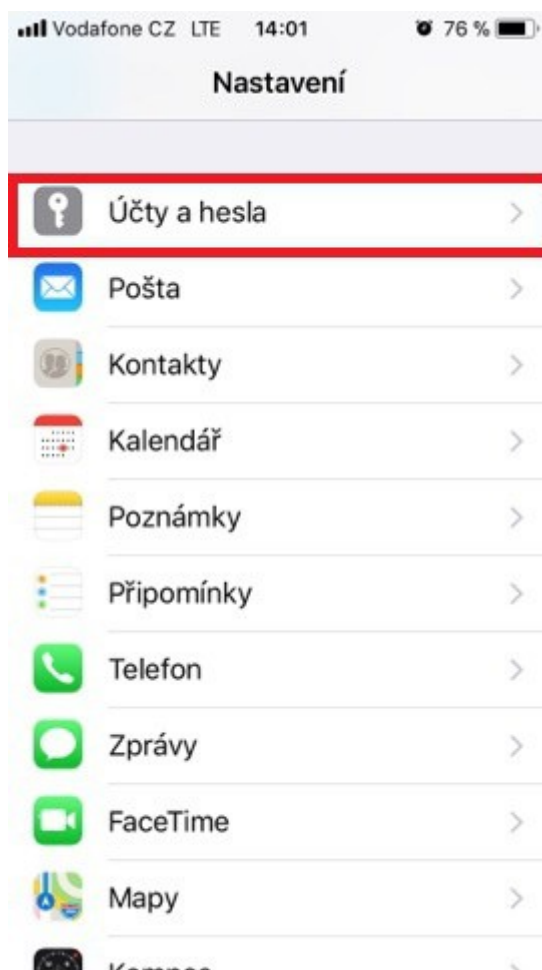 Vodafone CZ LTE 14:01 76 %
Nastavení
Účty a hesla
Pošta
Kontakty
Kalendář
Poznámky
Připomínky
Telefon
Zprávy
FaceTime
Mapy